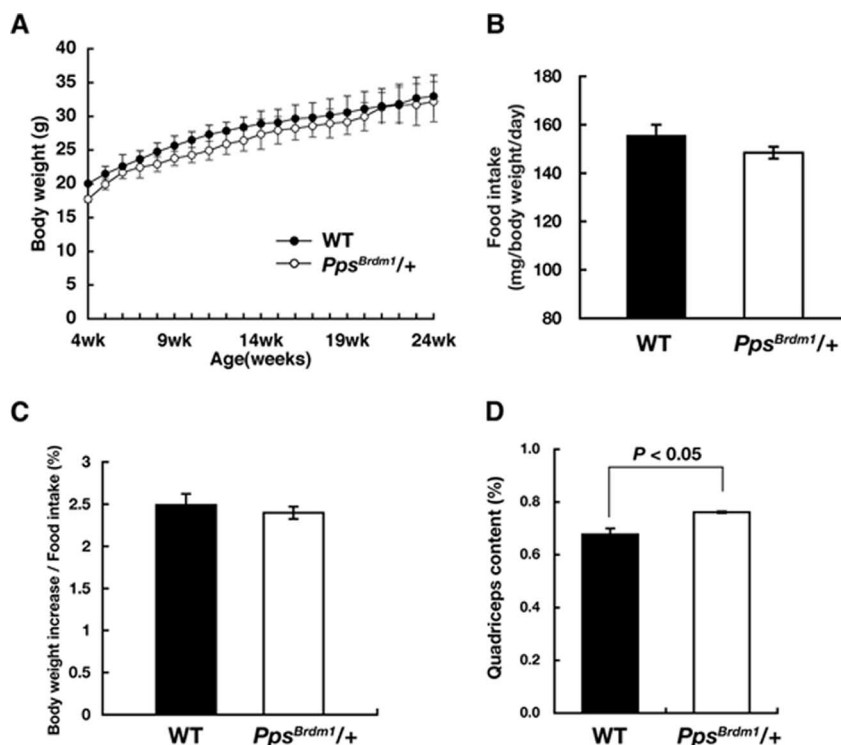 A
Body weight (g)
40
35
30
25
20
15
10
5
0
WT
Pps^Brdm1/+
4wk 9wk 14wk 19wk 24wk
Age(weeks)
B
Food intake
(mg/body weight/day)
180
160
140
120
100
80
WT Pps^Brdm1/+
C
Body weight increase / Food intake (%)
3
2.5
2
1.5
1
0.5
0
WT Pps^Brdm1/+
D
Quadriceps content (%)
1.0
0.8
0.6
0.4
0.2
0.0
P < 0.05
WT Pps^Brdm1/+